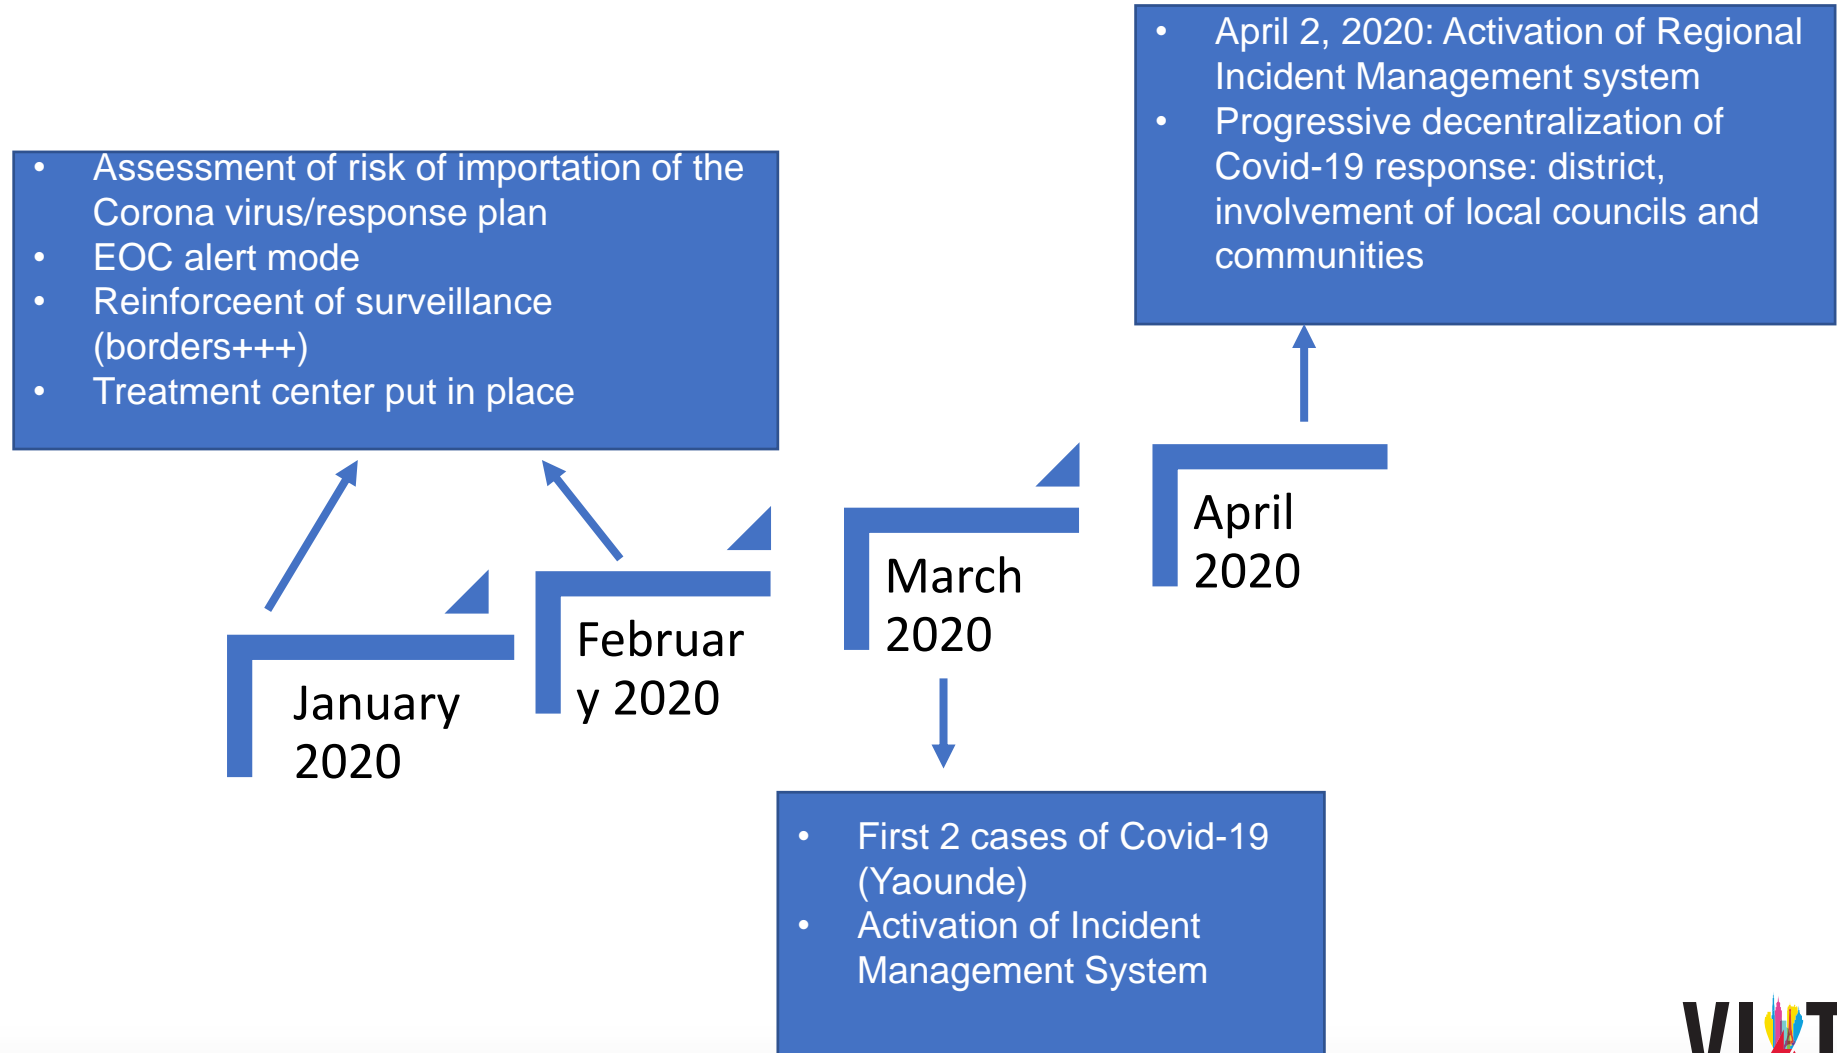 • Assessment of risk of importation of the
Corona virus/response plan
• EOC alert mode
• Reinforceent of surveillance
(borders+++)
• Treatment center put in place
• April 2, 2020: Activation of Regional
Incident Management system
• Progressive decentralization of
Covid-19 response: district,
involvement of local councils and
communities
January
2020
Februar
y 2020
March
2020
April
2020
• First 2 cases of Covid-19
(Yaounde)
• Activation of Incident
Management System